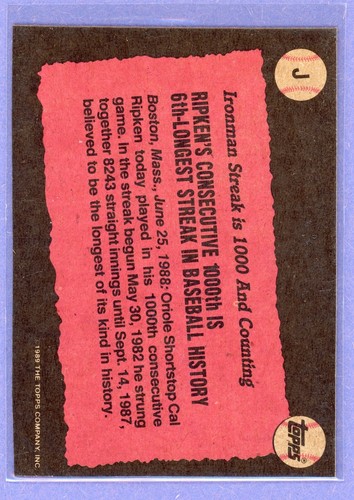 J
topps®
Ironman Streak is 1000 And Counting
RIPKEN'S CONSECUTIVE 1000th IS
6th-LONGEST STREAK IN BASEBALL HISTORY
Boston, Mass., June 25, 1988: Oriole Shortstop Cal
Ripken today played in his 1000th consecutive
game. In the streak begun May 30, 1982 he strung
together 8243 straight innings until Sept. 14, 1987,
believed to be the longest of its kind in history.
1989 THE TOPPS COMPANY, INC.